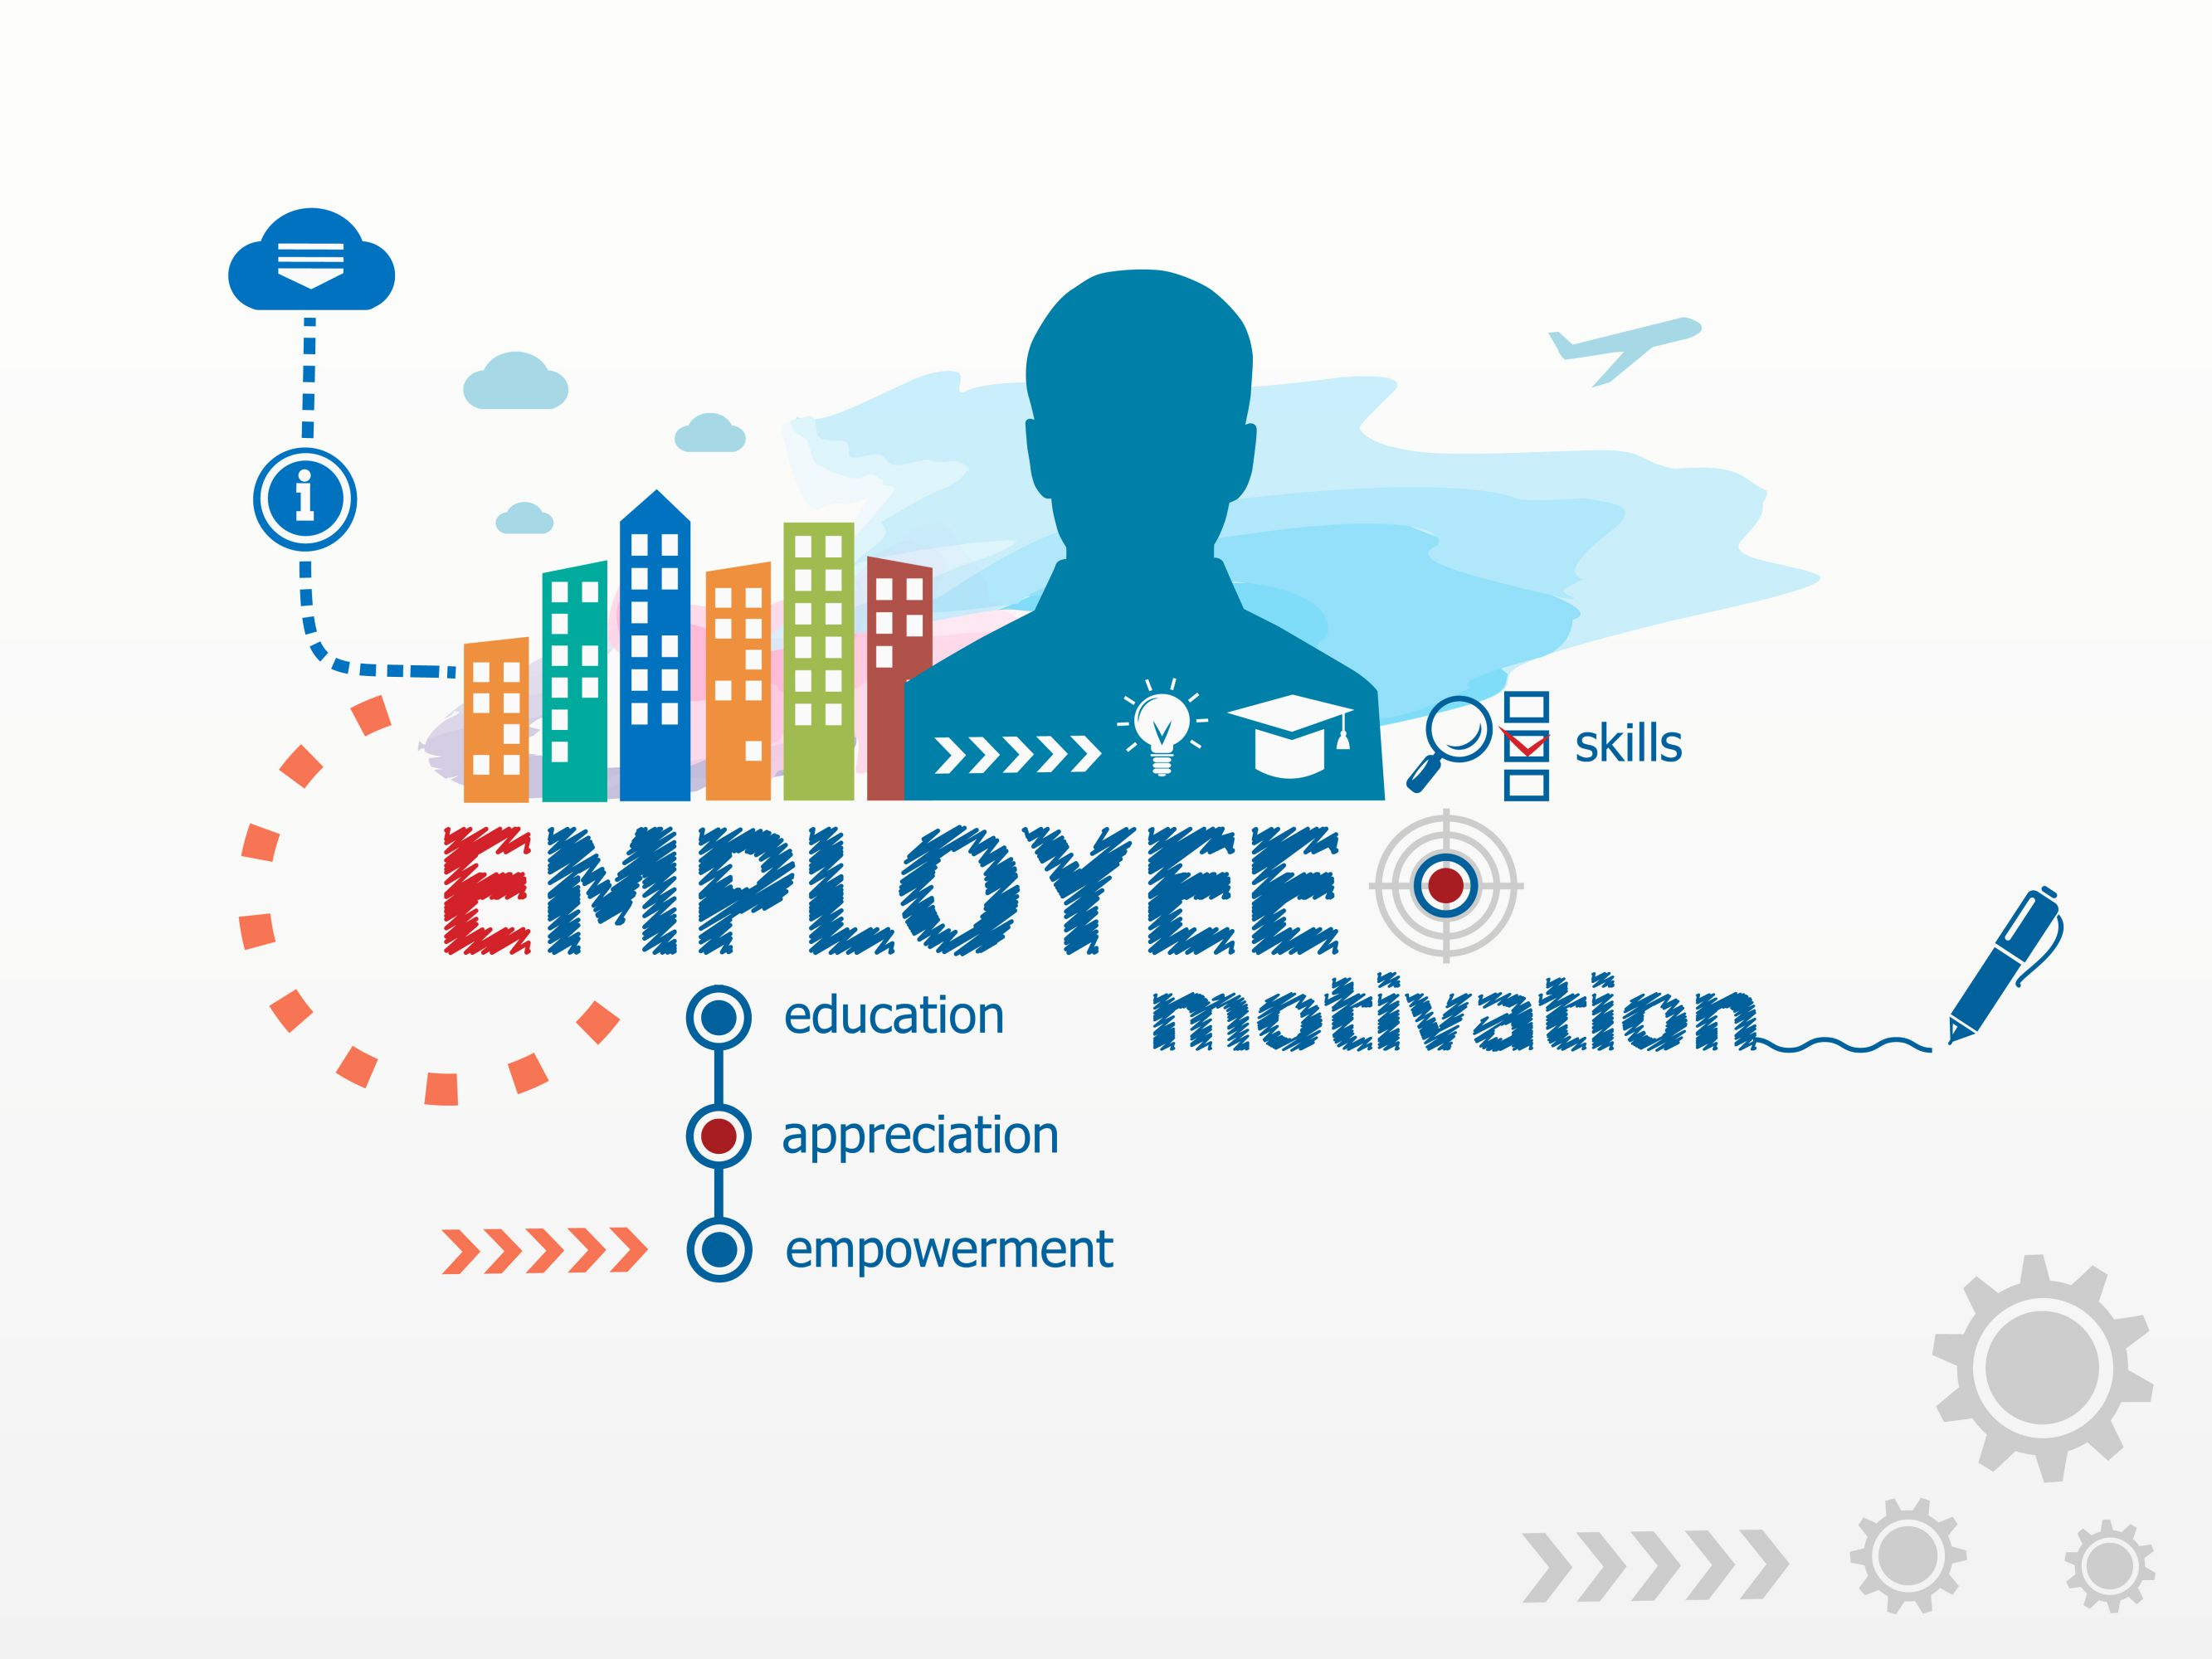 i
skills
EMPLOYEE
motivation
education
appreciation
empowerment